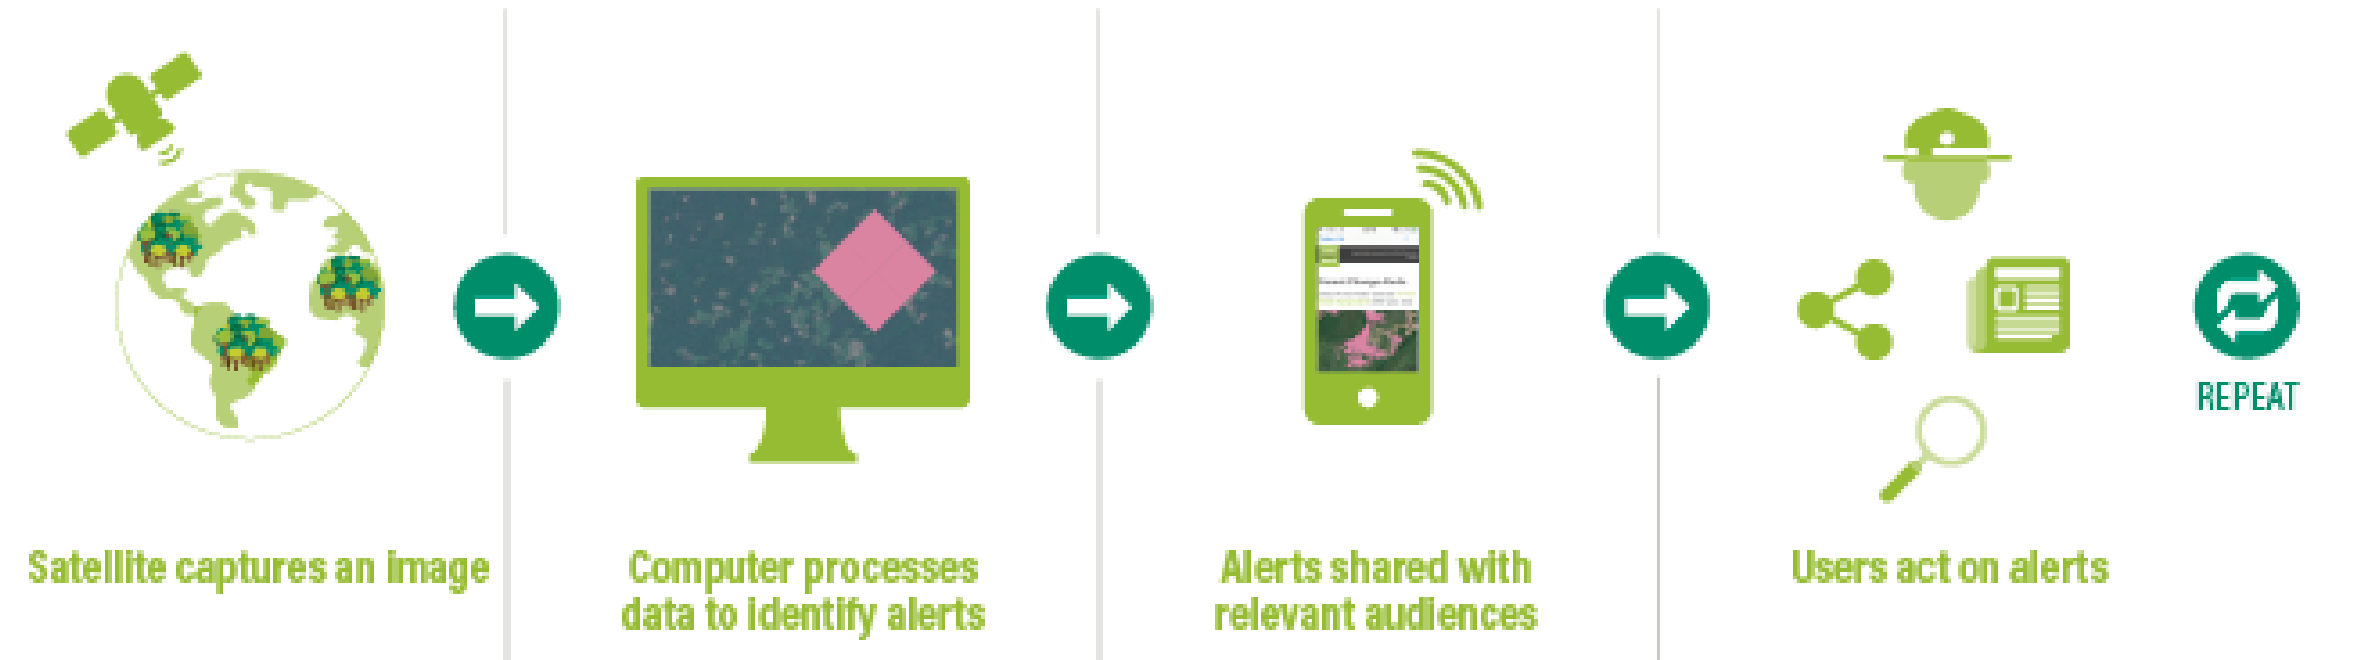 REPEAT
Satellite captures an image
Computer processes
data to identify alerts
Alerts shared with
relevant audiences
Users act on alerts